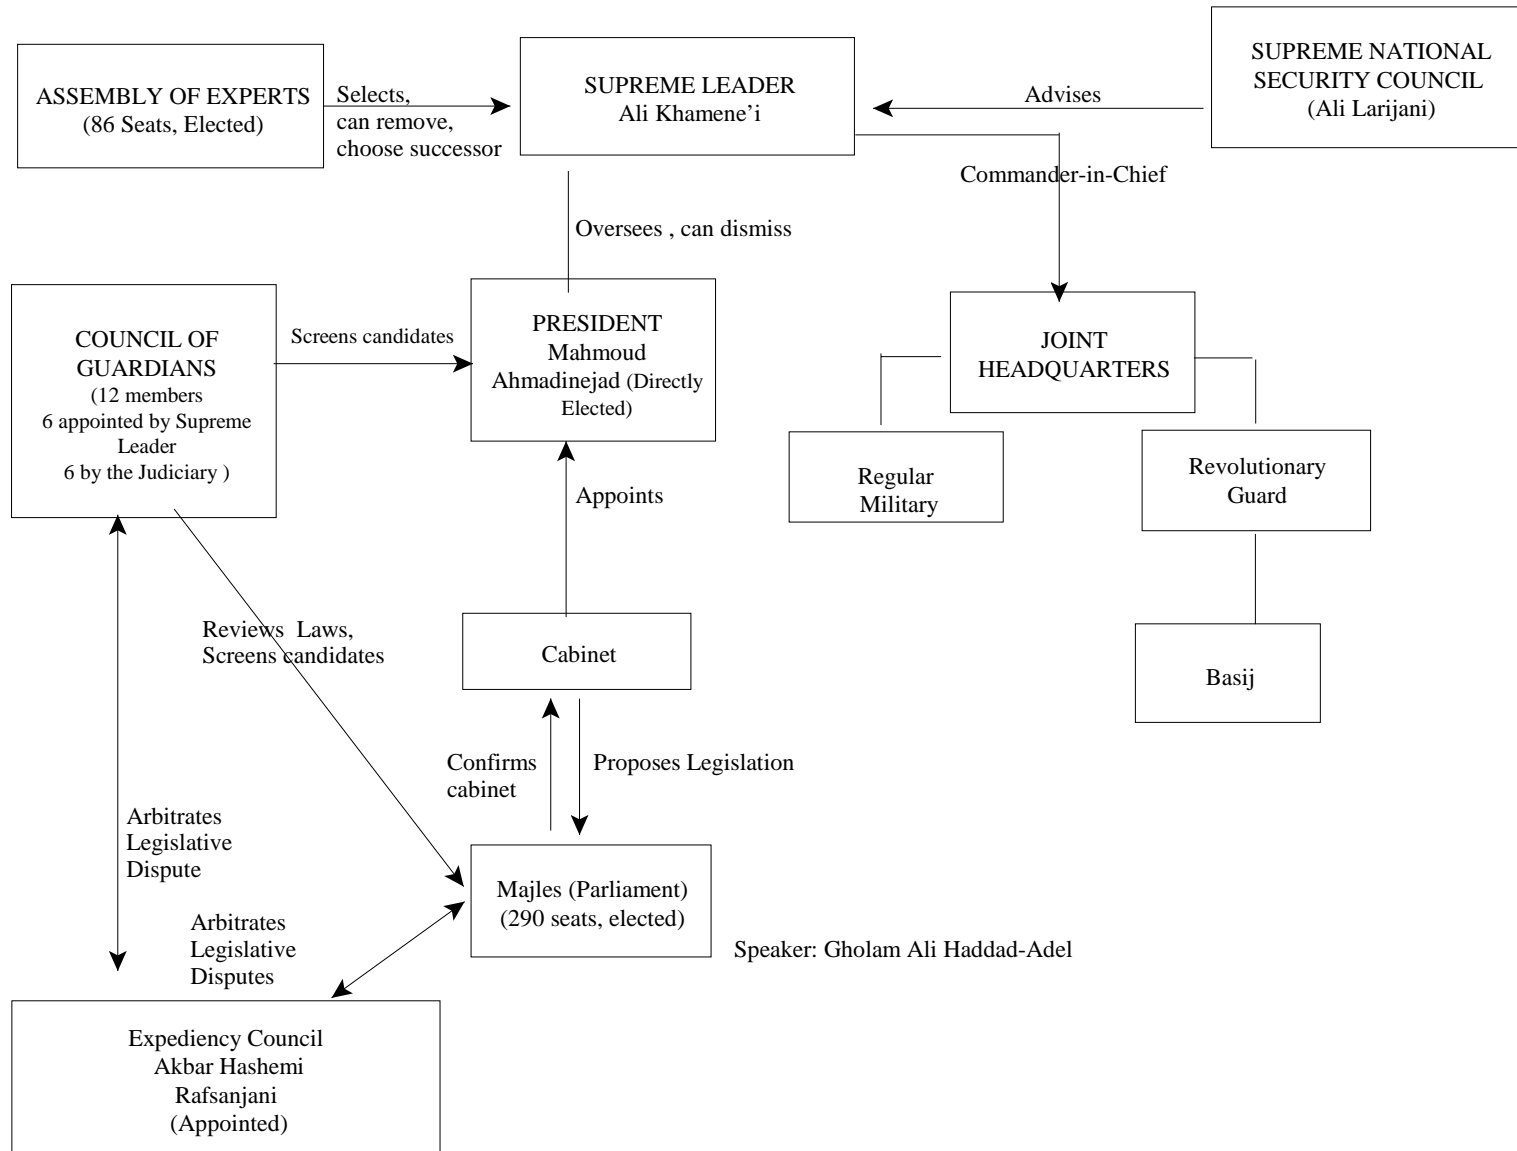 ASSEMBLY OF EXPERTS
(86 Seats, Elected)
Selects,
can remove,
choose successor
SUPREME LEADER
Ali Khamene’i
Advises
SUPREME NATIONAL
SECURITY COUNCIL
(Ali Larijani)
Commander-in-Chief
Oversees , can dismiss
COUNCIL OF
GUARDIANS
(12 members
6 appointed by Supreme
Leader
6 by the Judiciary )
Screens candidates
PRESIDENT
Mahmoud
Ahmadinejad (Directly
Elected)
JOINT
HEADQUARTERS
Regular
Military
Revolutionary
Guard
Basij
Appoints
Reviews Laws,
Screens candidates
Cabinet
Confirms
cabinet
Proposes Legislation
Arbitrates
Legislative
Dispute
Majles (Parliament)
(290 seats, elected)
Speaker: Gholam Ali Haddad-Adel
Arbitrates
Legislative
Disputes
Expediency Council
Akbar Hashemi
Rafsanjani
(Appointed)